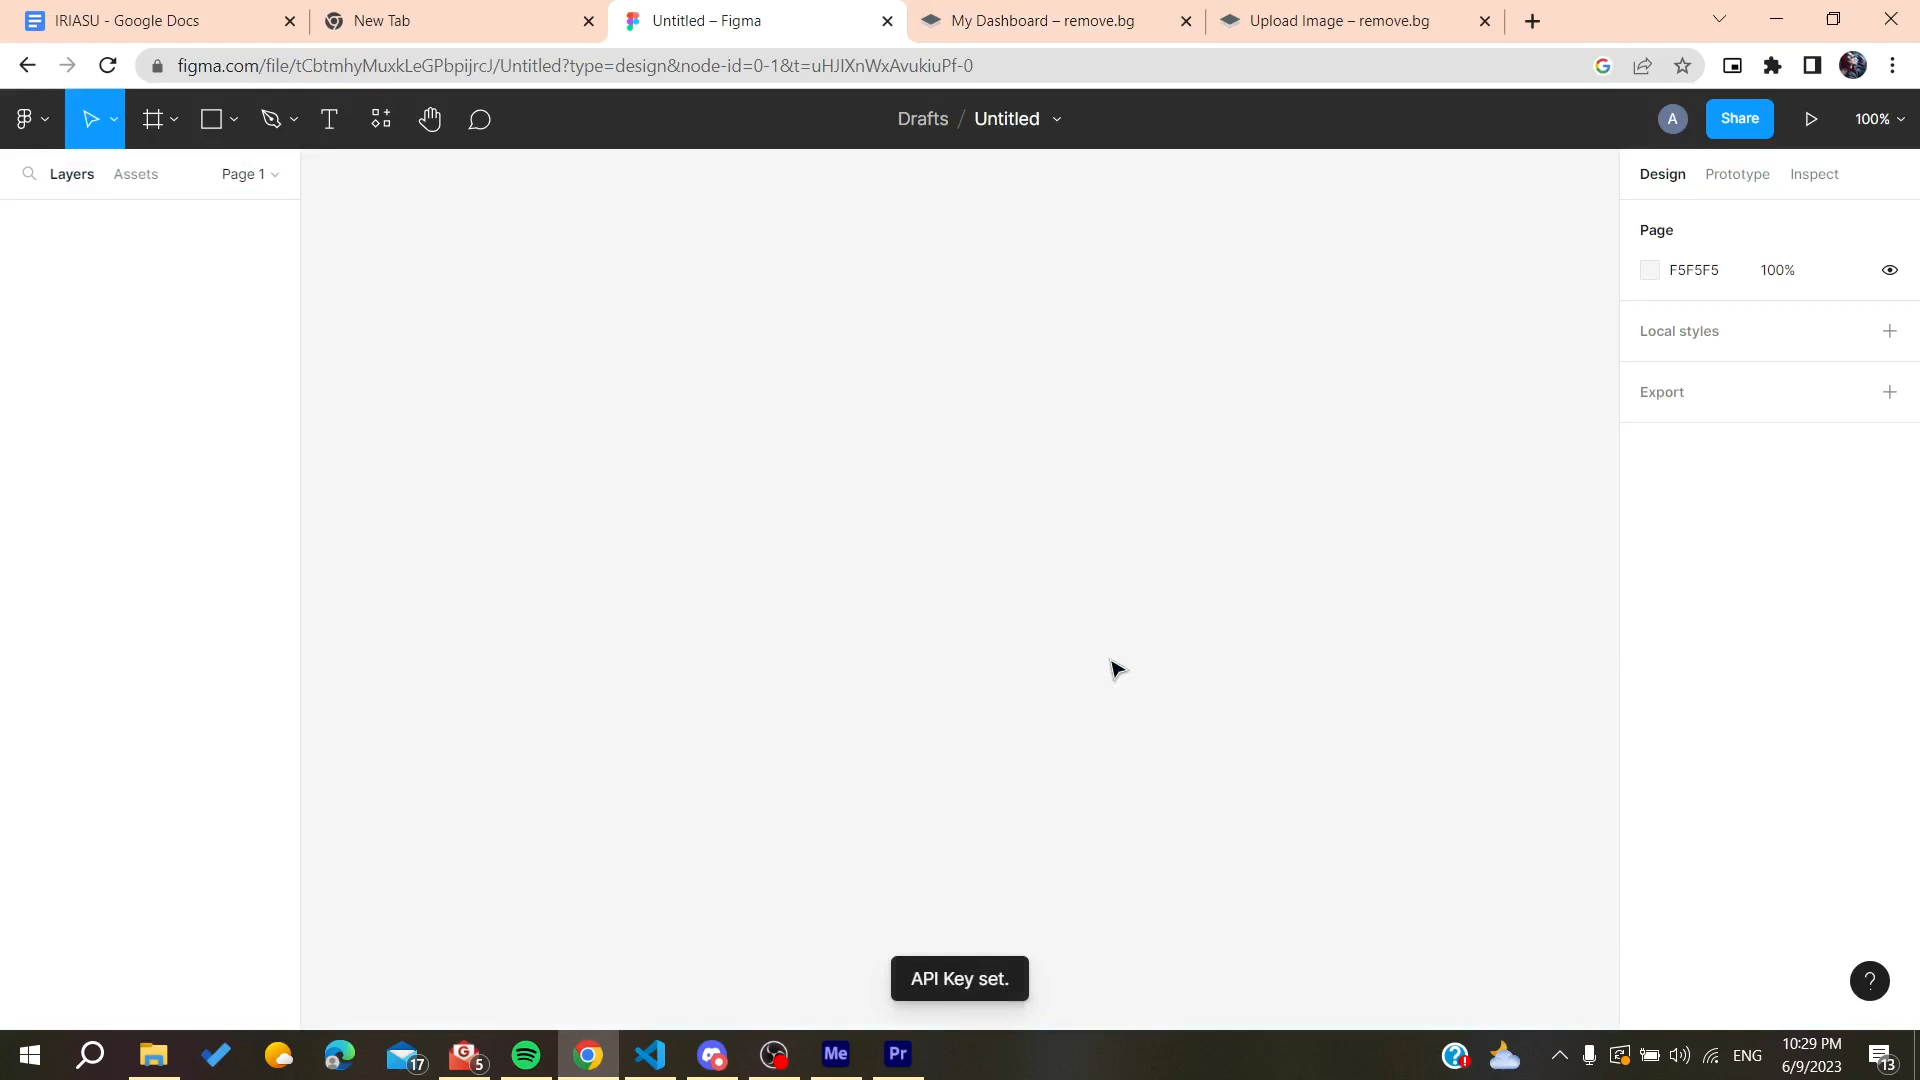 IRIASU - Google Docs
New Tab
Untitled – Figma
My Dashboard – remove.bg
Upload Image – remove.bg
figma.com/file/tCbtmhyMuxkLeGPbpijrcJ/Untitled?type=design&node-id=0-1&t=uHJIXnWxAvukiuPf-0
Drafts / Untitled
A
Share
100%
Layers
Assets
Page 1
Design
Prototype
Inspect
Page
F5F5F5
100%
Local styles
Export
API Key set.
?
17
5
Me
Pr
ENG
10:29 PM
6/9/2023
13